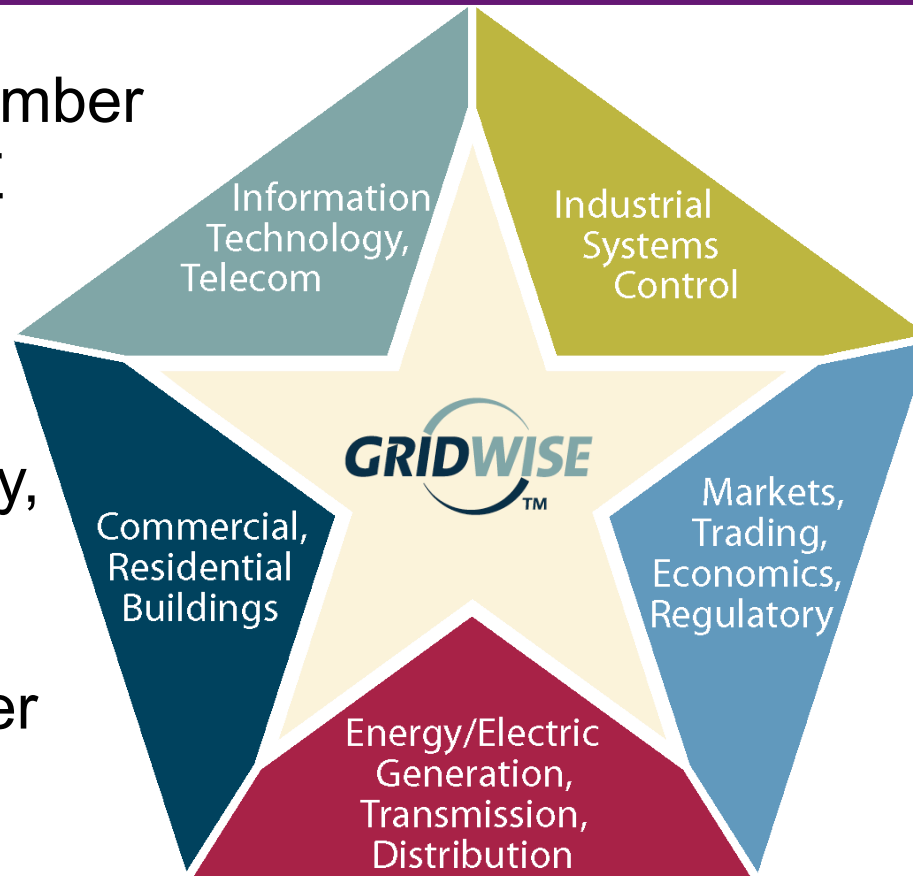 mber
y,
er
Information
Technology,
Telecom
Industrial
Systems
Control
GRIDWISE
TM
Commercial,
Residential
Buildings
Markets,
Trading,
Economics,
Regulatory
Energy/Electric
Generation,
Transmission,
Distribution